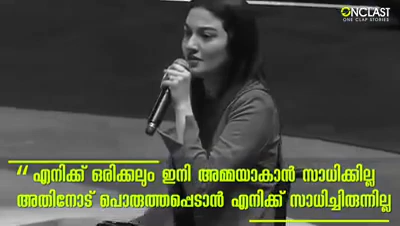 ONCLAST
ONE CLAP STORIES
“ എനിക്ക് ഒരിക്കലും ഇനി അമ്മയാകാൻ സാധിക്കില്ല
അതിനോട് പൊരുത്തപ്പെടാൻ എനിക്ക് സാധിച്ചിരുന്നില്ല